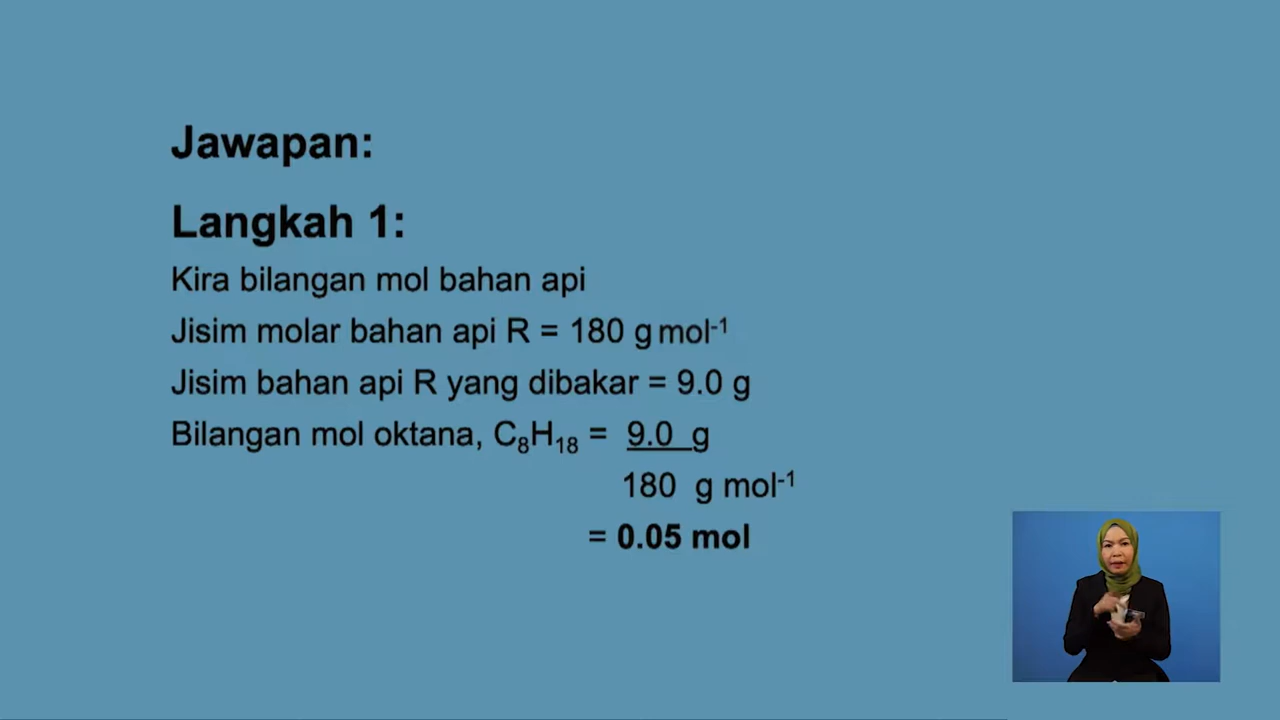 Jawapan:
Langkah 1:
Kira bilangan mol bahan api
Jisim molar bahan api R = 180 g mol⁻¹
Jisim bahan api R yang dibakar = 9.0 g
Bilangan mol oktana, C₈H₁₈ = 9.0 g
180 g mol⁻¹
= 0.05 mol